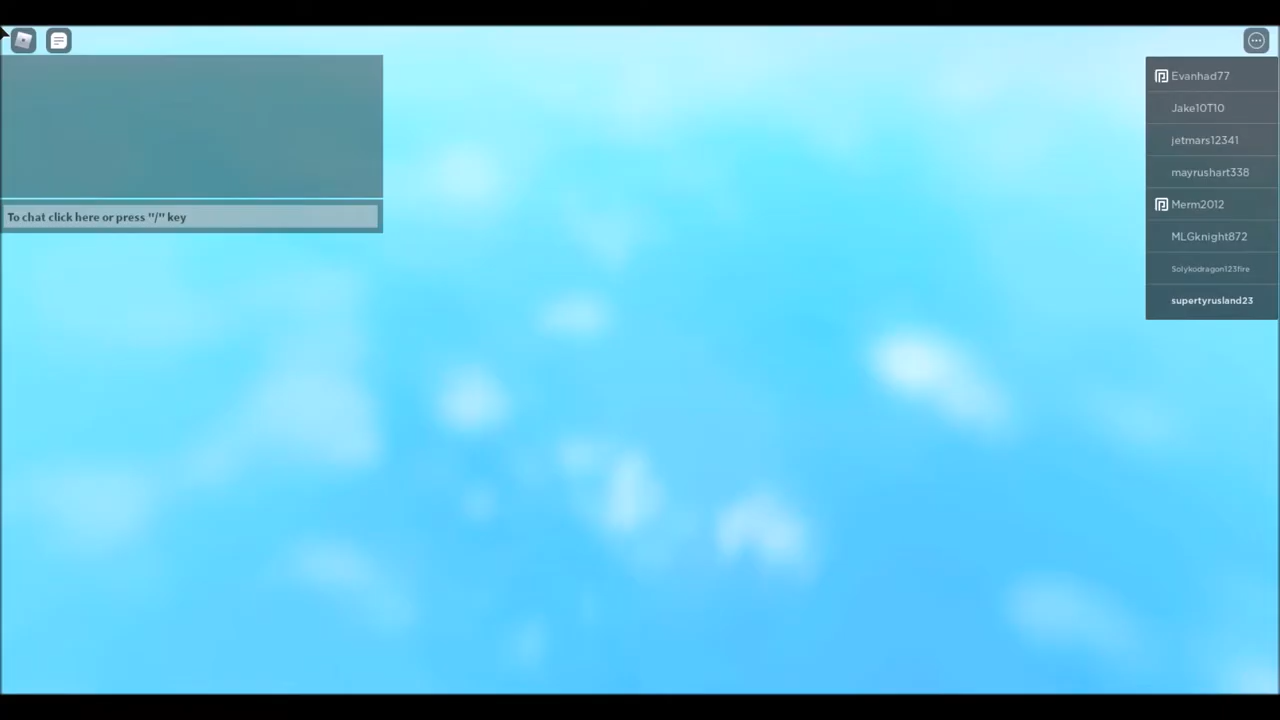 To chat click here or press "/" key
Evanhad77
Jake10T10
jetmars12341
mayrushart338
Merm2012
MLGknight872
Solykodragon123fire
supertyrusland23